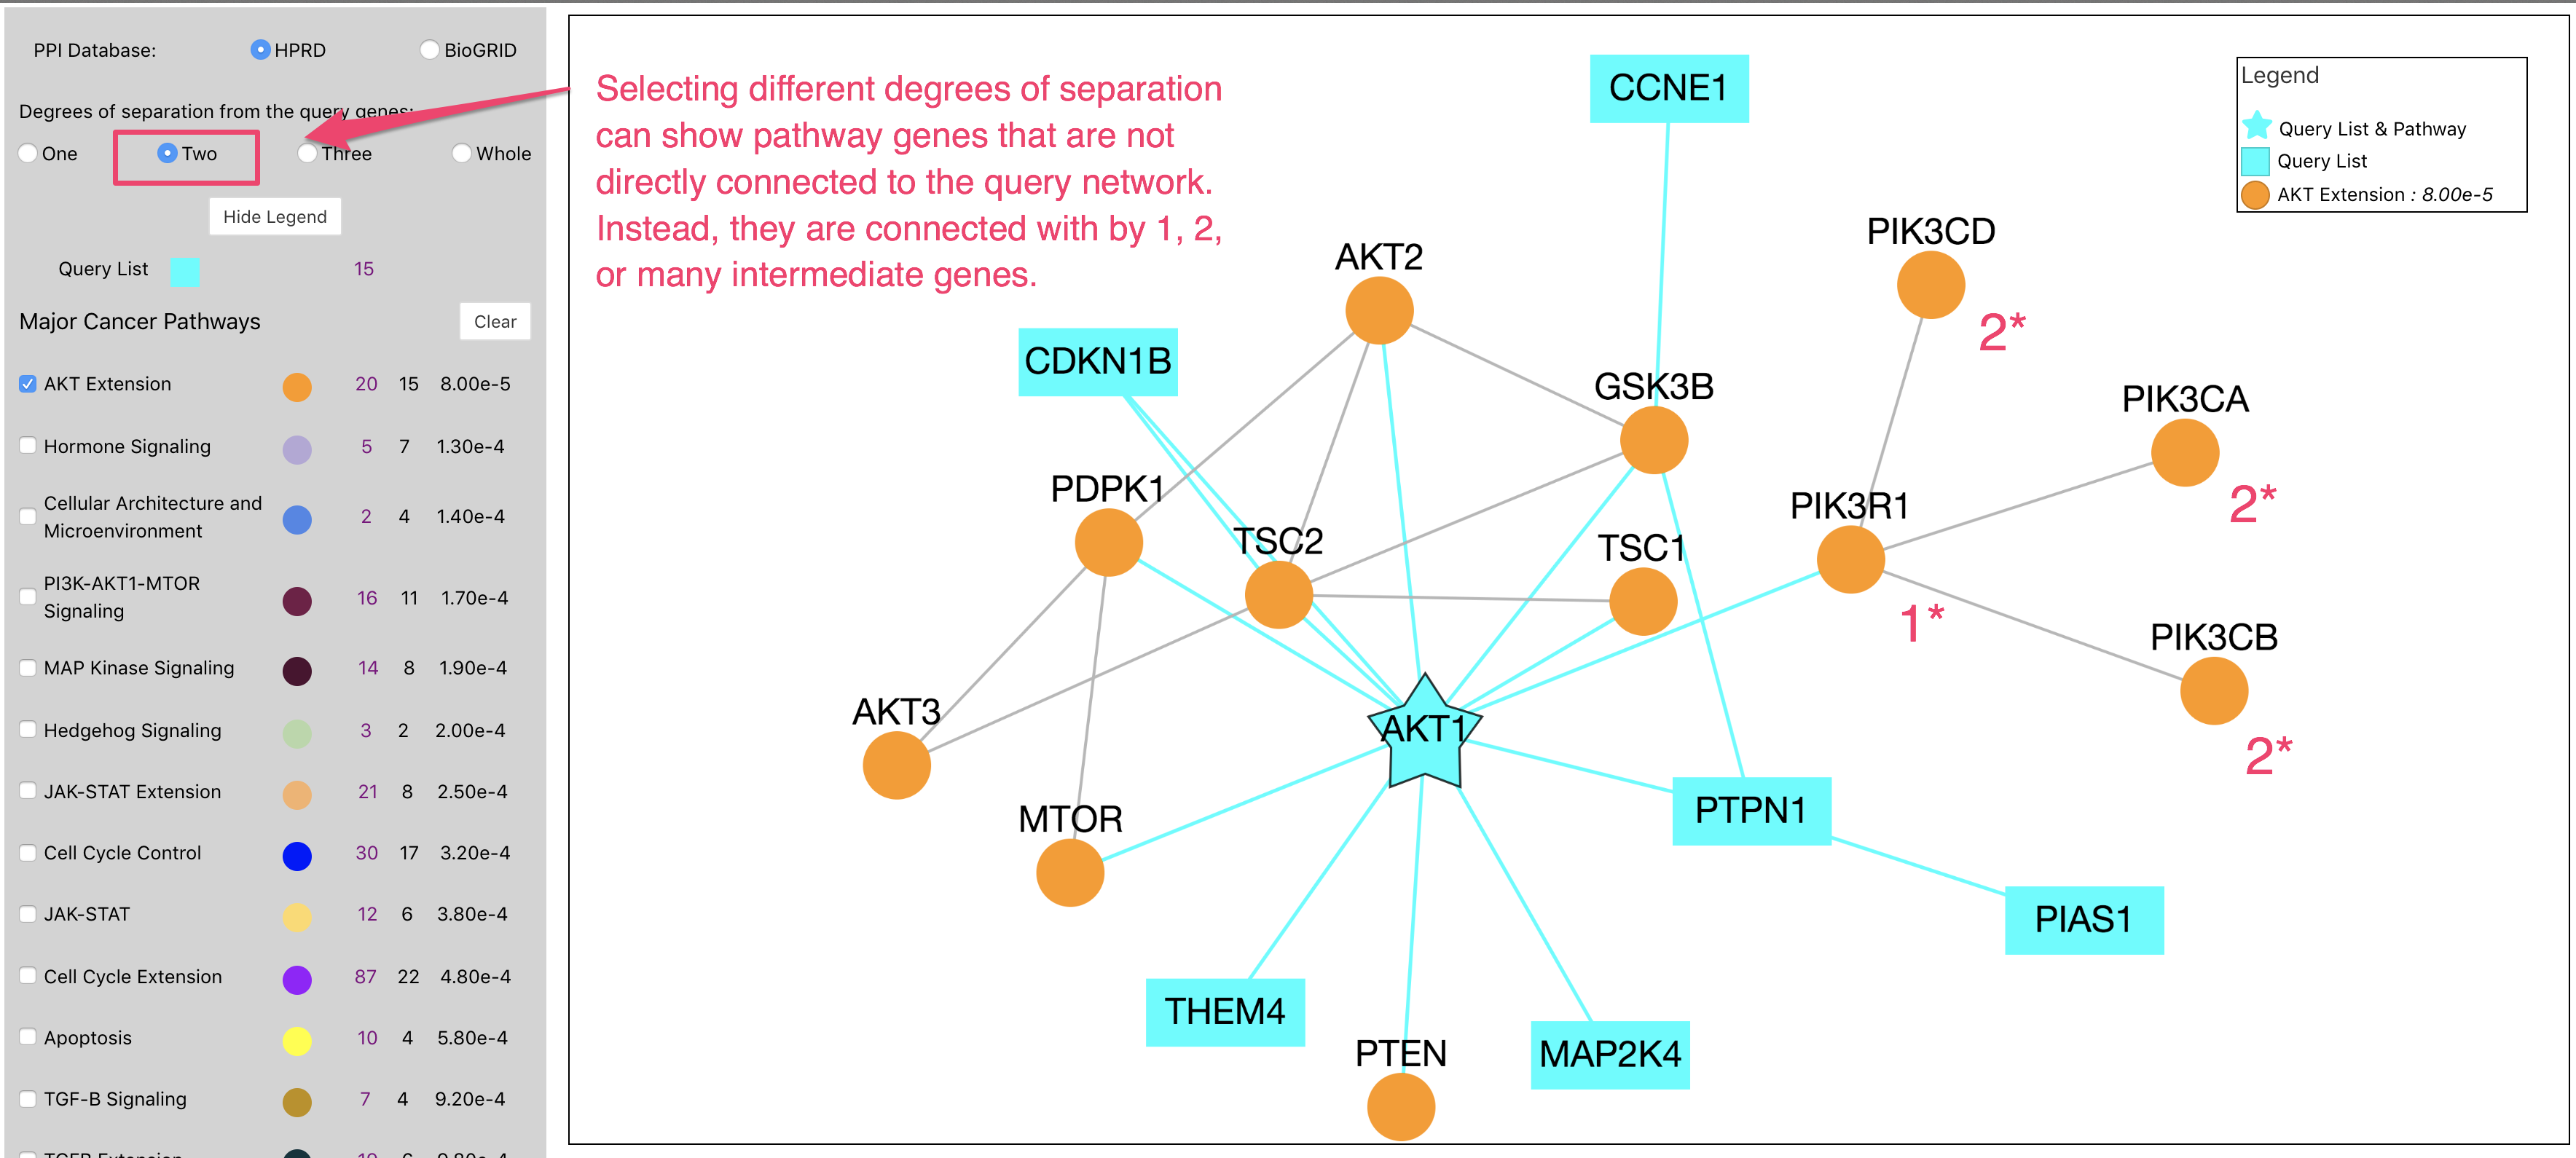 PPI Database: HPRD BioGRID
Degrees of separation from the query genes:
One Two Three Whole
Hide Legend
Query List 15
Major Cancer Pathways Clear
AKT Extension 20 15 8.00e-5
Hormone Signaling 5 7 1.30e-4
Cellular Architecture and
Microenvironment 2 4 1.40e-4
PI3K-AKT1-MTOR
Signaling 16 11 1.70e-4
MAP Kinase Signaling 14 8 1.90e-4
Hedgehog Signaling 3 2 2.00e-4
JAK-STAT Extension 21 8 2.50e-4
Cell Cycle Control 30 17 3.20e-4
JAK-STAT 12 6 3.80e-4
Cell Cycle Extension 87 22 4.80e-4
Apoptosis 10 4 5.80e-4
TGF-B Signaling 7 4 9.20e-4
Selecting different degrees of separation
can show pathway genes that are not
directly connected to the query network.
Instead, they are connected with by 1, 2,
or many intermediate genes.
Legend
Query List & Pathway
Query List
AKT Extension : 8.00e-5
CCNE1
PIK3CD
2*
AKT2
CDKN1B
GSK3B
PIK3CA
2*
PDPK1
PIK3R1
1*
TSC2
TSC1
PIK3CB
2*
AKT3
AKT1
MTOR
PTPN1
PIAS1
THEM4
PTEN
MAP2K4